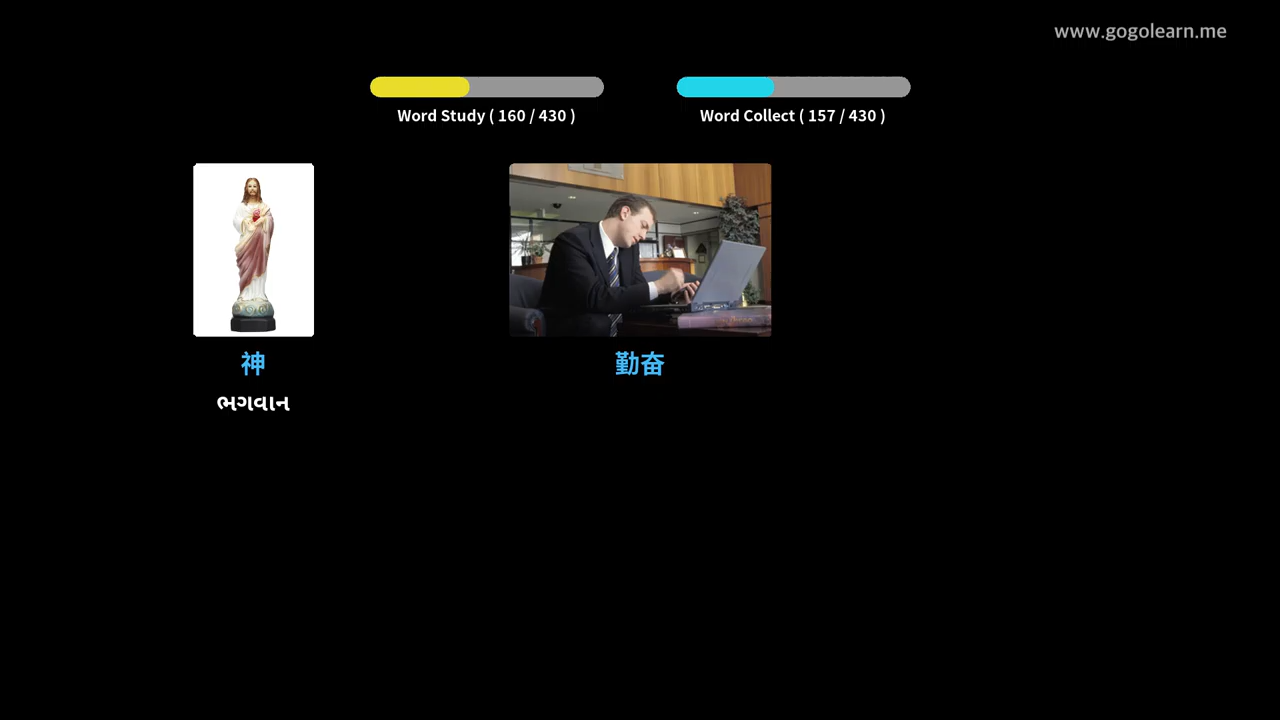 www.gogolearn.me
Word Study ( 160 / 430 )
Word Collect ( 157 / 430 )
神
勤奋
ભગવાન